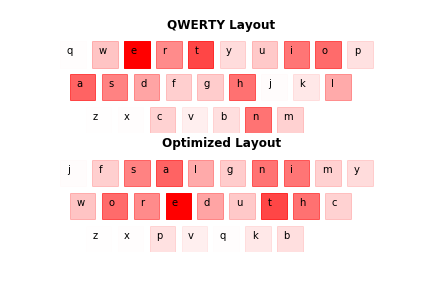 QWERTY Layout
q w e r t y u i o p
a s d f g h j k l
z x c v b n m
Optimized Layout
j f s a l g n i m y
w o r e d u t h c
z x p v q k b